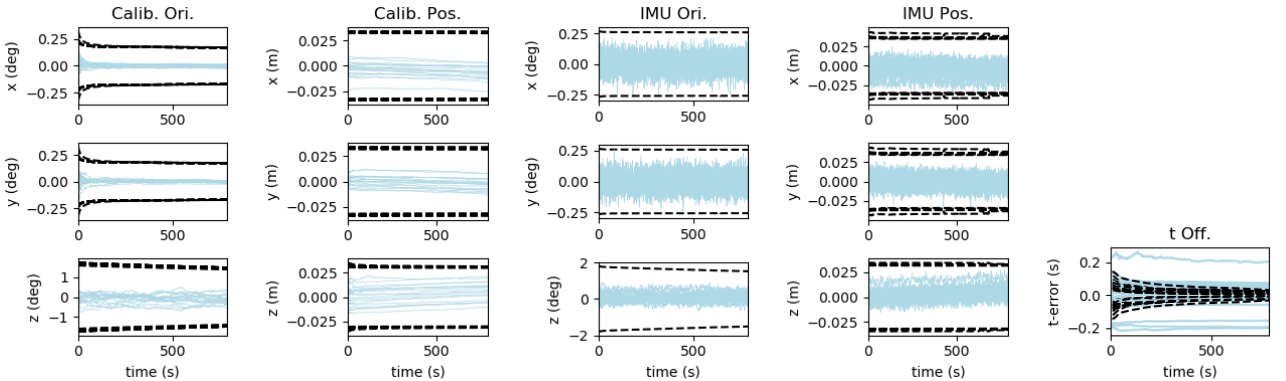 Calib. Ori.
Calib. Pos.
IMU Ori.
IMU Pos.
x (deg)
0.25
0.00
−0.25
0
500
x (m)
0.025
0.000
−0.025
0
500
x (deg)
0.25
0.00
−0.25
0
500
x (m)
0.025
0.000
−0.025
0
500
y (deg)
0.25
0.00
−0.25
0
500
y (m)
0.025
0.000
−0.025
0
500
y (deg)
0.25
0.00
−0.25
0
500
y (m)
0.025
0.000
−0.025
0
500
z (deg)
1
0
−1
0
500
time (s)
z (m)
0.025
0.000
−0.025
0
500
time (s)
z (deg)
2
0
−2
0
500
time (s)
z (m)
0.025
0.000
−0.025
0
500
time (s)
t Off.
t-error (s)
0.2
0.0
−0.2
0
500
time (s)